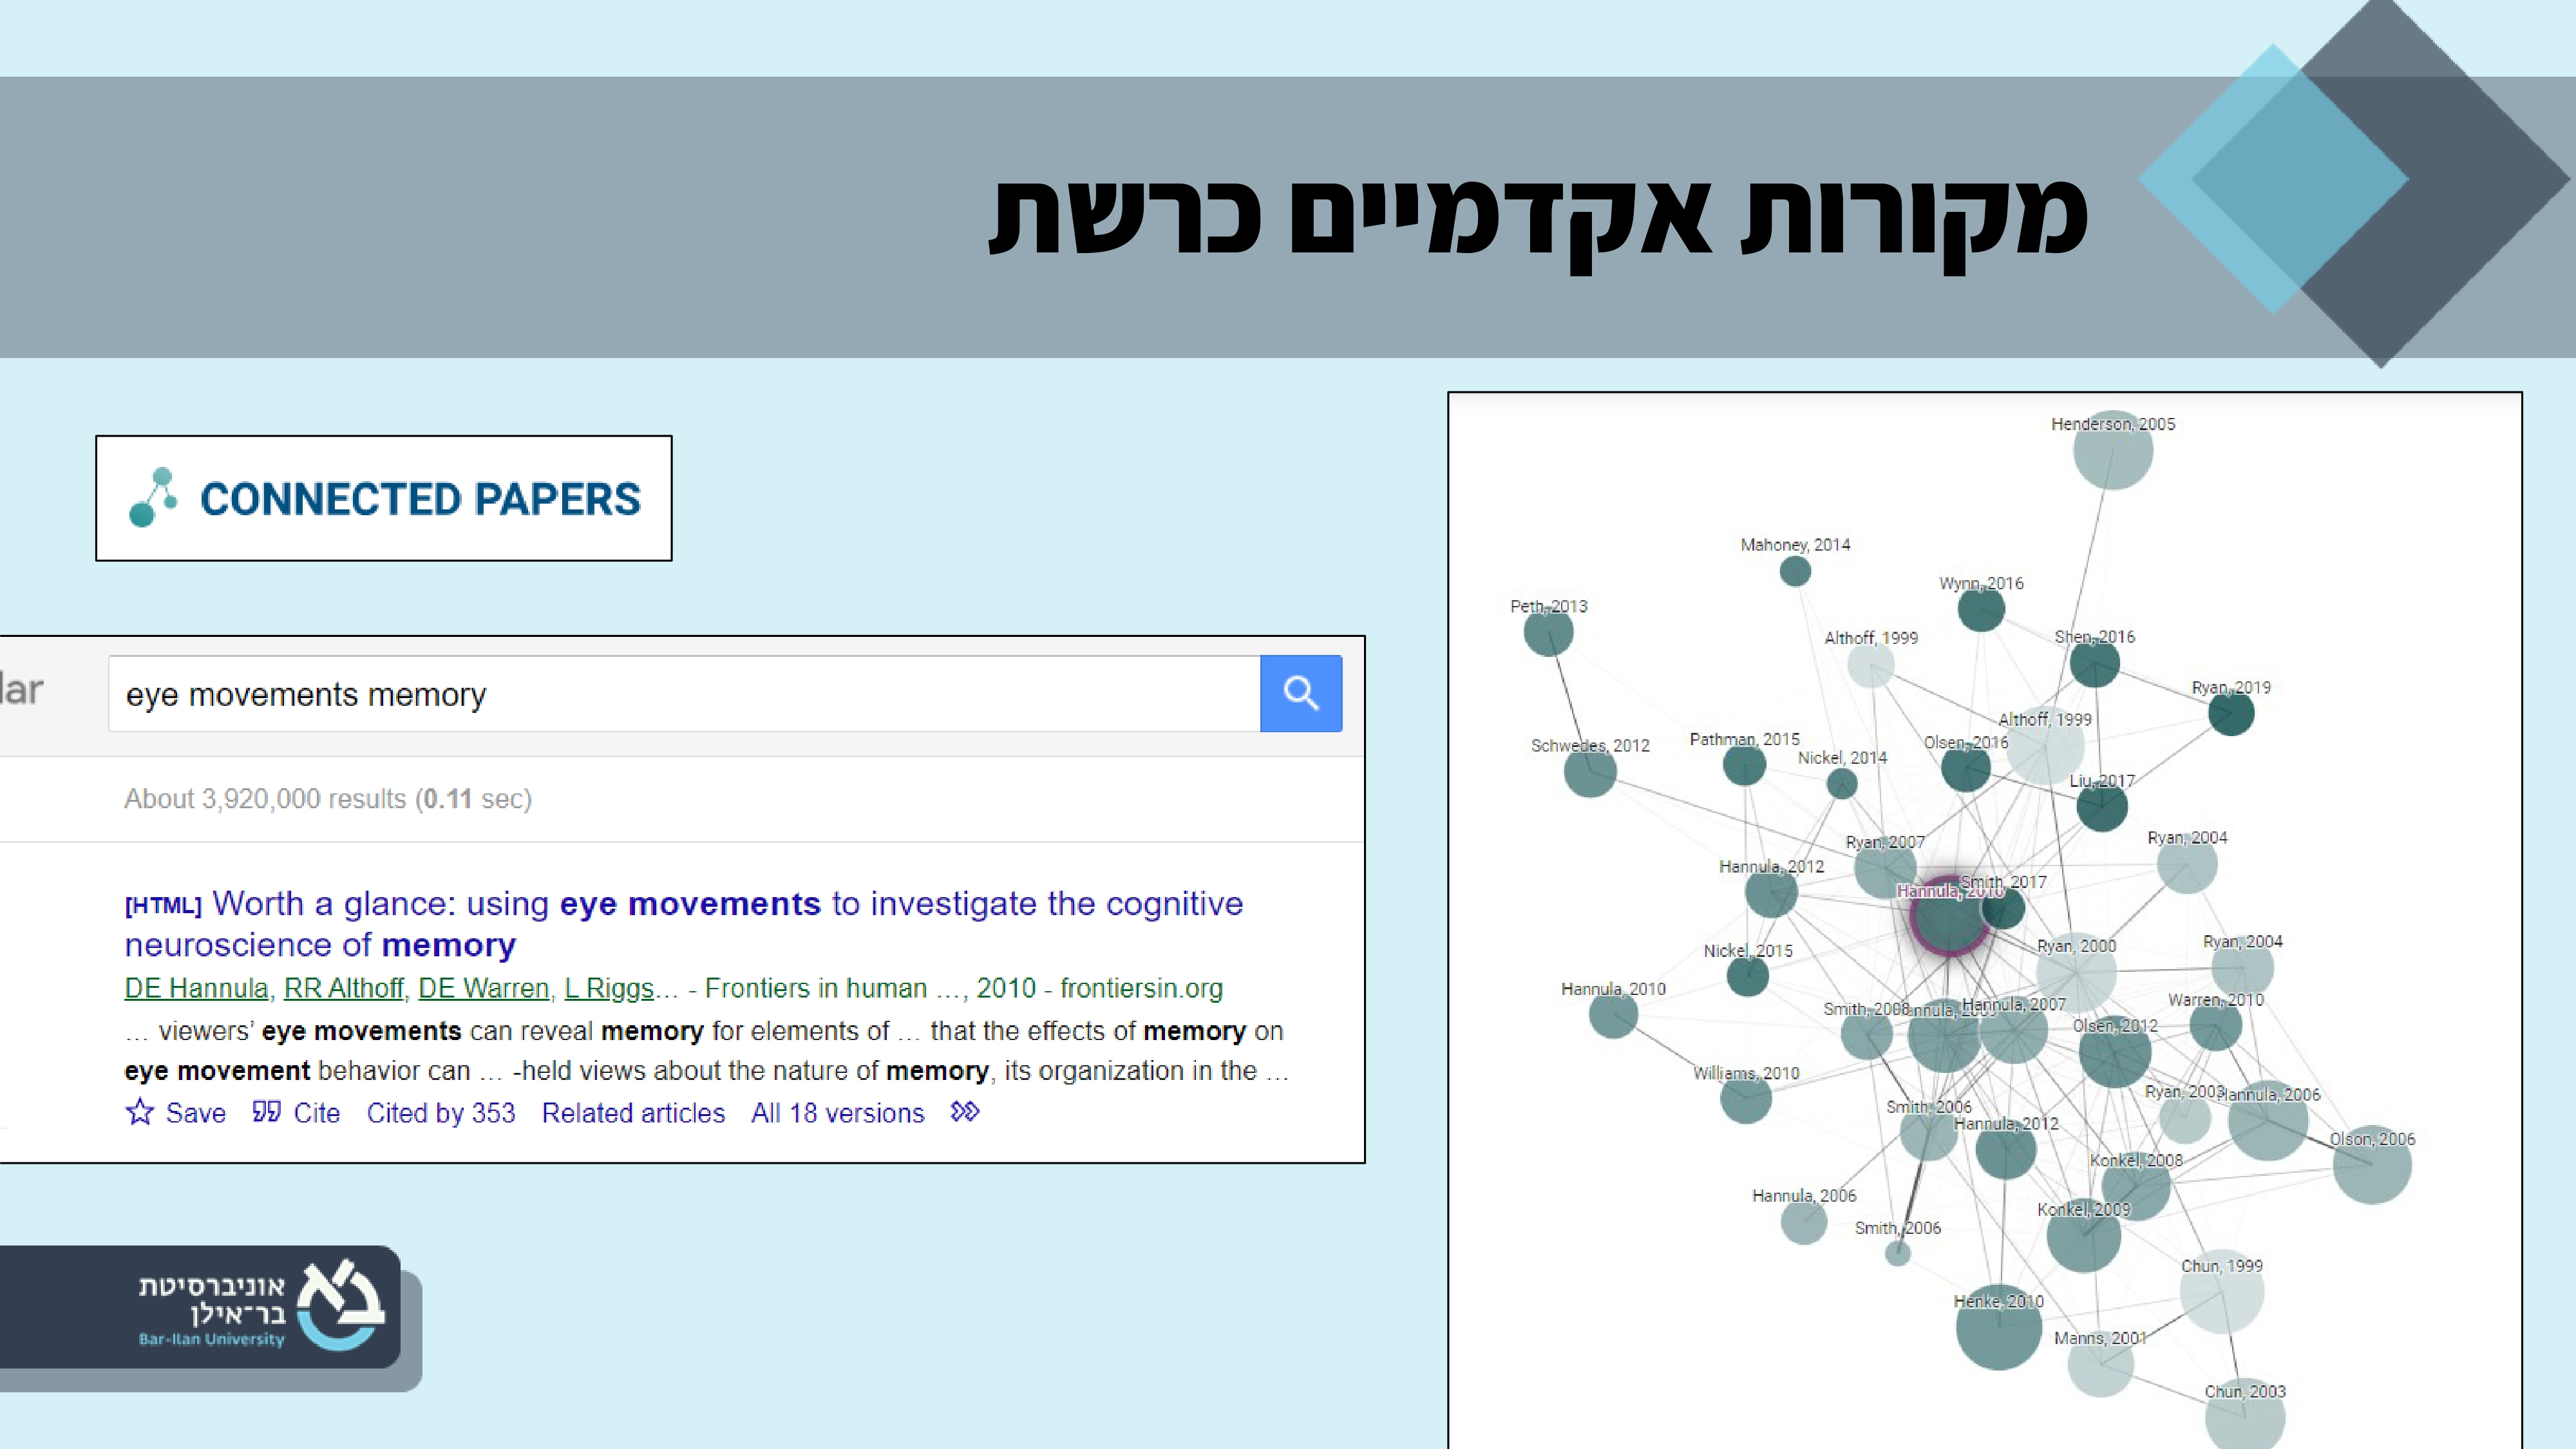 מקורות אקדמיים כרשת
CONNECTED PAPERS
lar
eye movements memory
About 3,920,000 results (0.11 sec)
[HTML] Worth a glance: using eye movements to investigate the cognitive
neuroscience of memory
DE Hannula, RR Althoff, DE Warren, L Riggs… - Frontiers in human …, 2010 - frontiersin.org
… viewers’ eye movements can reveal memory for elements of … that the effects of memory on
eye movement behavior can … -held views about the nature of memory, its organization in the …
Save Cite Cited by 353 Related articles All 18 versions
Henderson, 2005
Mahoney, 2014
Wynn, 2016
Peth, 2013
Althoff, 1999
Shen, 2016
Ryan, 2019
Althoff, 1999
Schwedes, 2012
Pathman, 2015
Nickel, 2014
Olsen, 2016
Liu, 2017
Ryan, 2007
Ryan, 2004
Hannula, 2012
Smith, 2017
Hannula, 2010
Nickel, 2015
Ryan, 2000
Ryan, 2004
Hannula, 2010
Smith, 2008
Hannula, 2007
Warren, 2010
Olsen, 2012
Williams, 2010
Ryan, 2003
Hannula, 2006
Smith, 2006
Hannula, 2012
Olson, 2006
Konkel, 2008
Hannula, 2006
Konkel, 2009
Smith, 2006
Chun, 1999
Henke, 2010
Manns, 2001
Chun, 2003
אוניברסיטת
בר־אילן
Bar-Ilan University